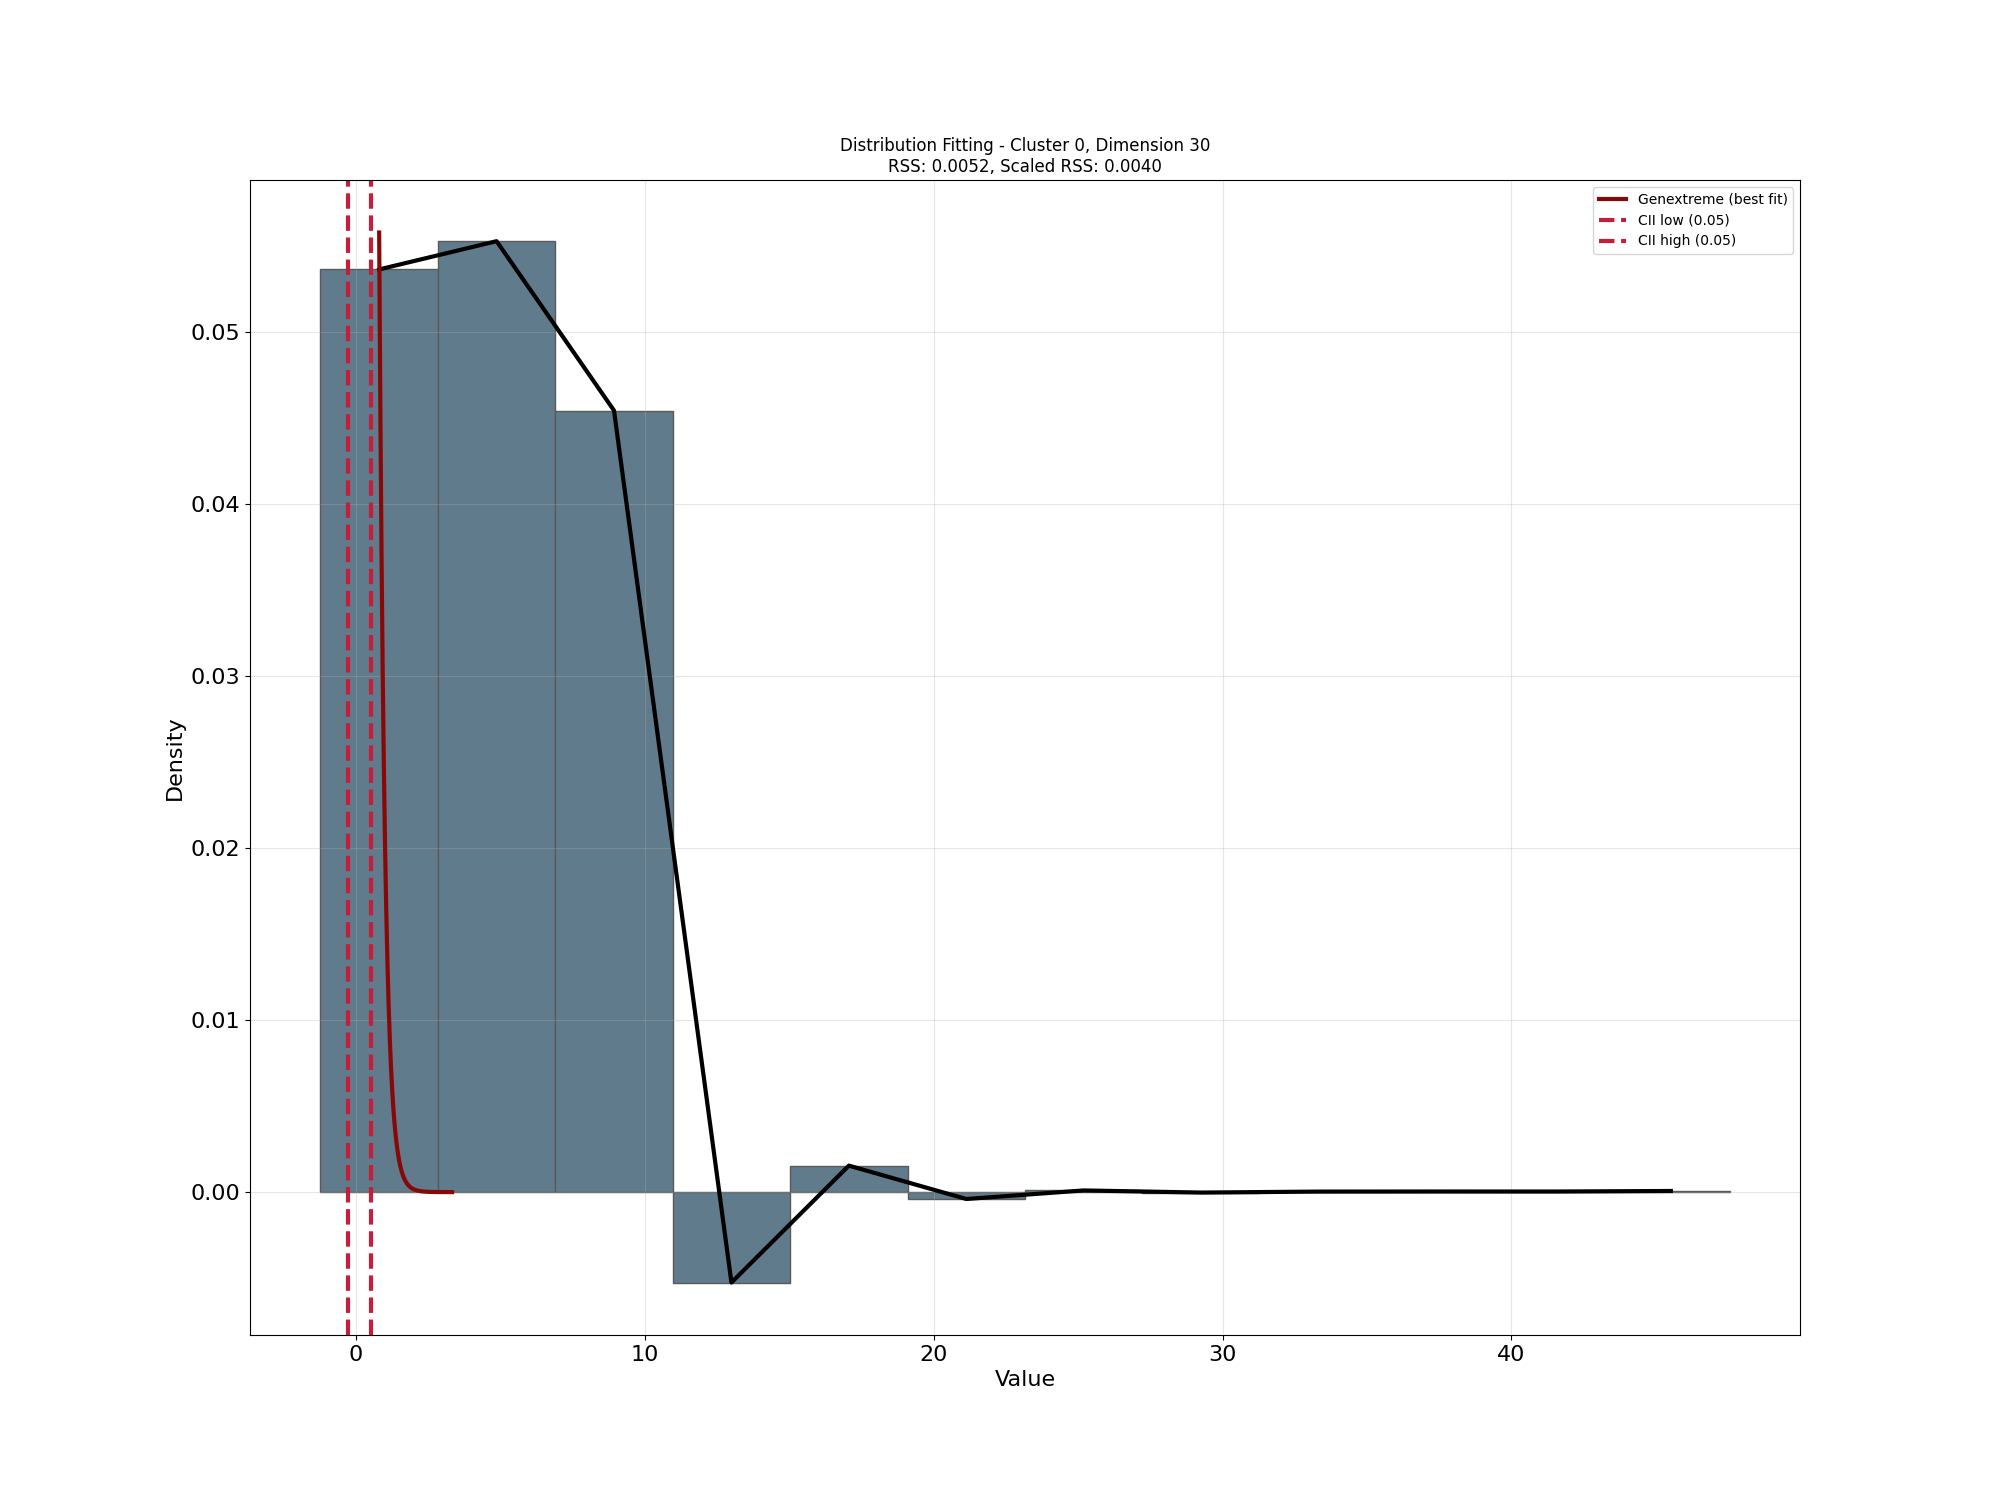 Distribution Fitting - Cluster 0, Dimension 30
RSS: 0.0052, Scaled RSS: 0.0040
Genextreme (best fit)
CII low (0.05)
CII high (0.05)
0.05
0.04
0.03
0.02
0.01
0.00
Density
0 10 20 30 40
Value